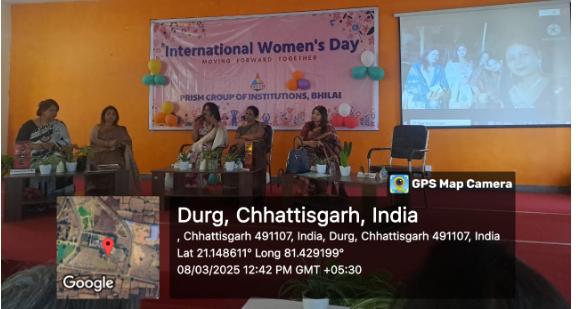 International Women's Day
MOVING FORWARD TOGETHER
PRISM GROUP OF INSTITUTIONS, BHILAI
GPS Map Camera
Durg, Chhattisgarh, India
, Chhattisgarh 491107, India, Durg, Chhattisgarh 491107, India
Lat 21.148611° Long 81.429199°
08/03/2025 12:42 PM GMT +05:30
Google